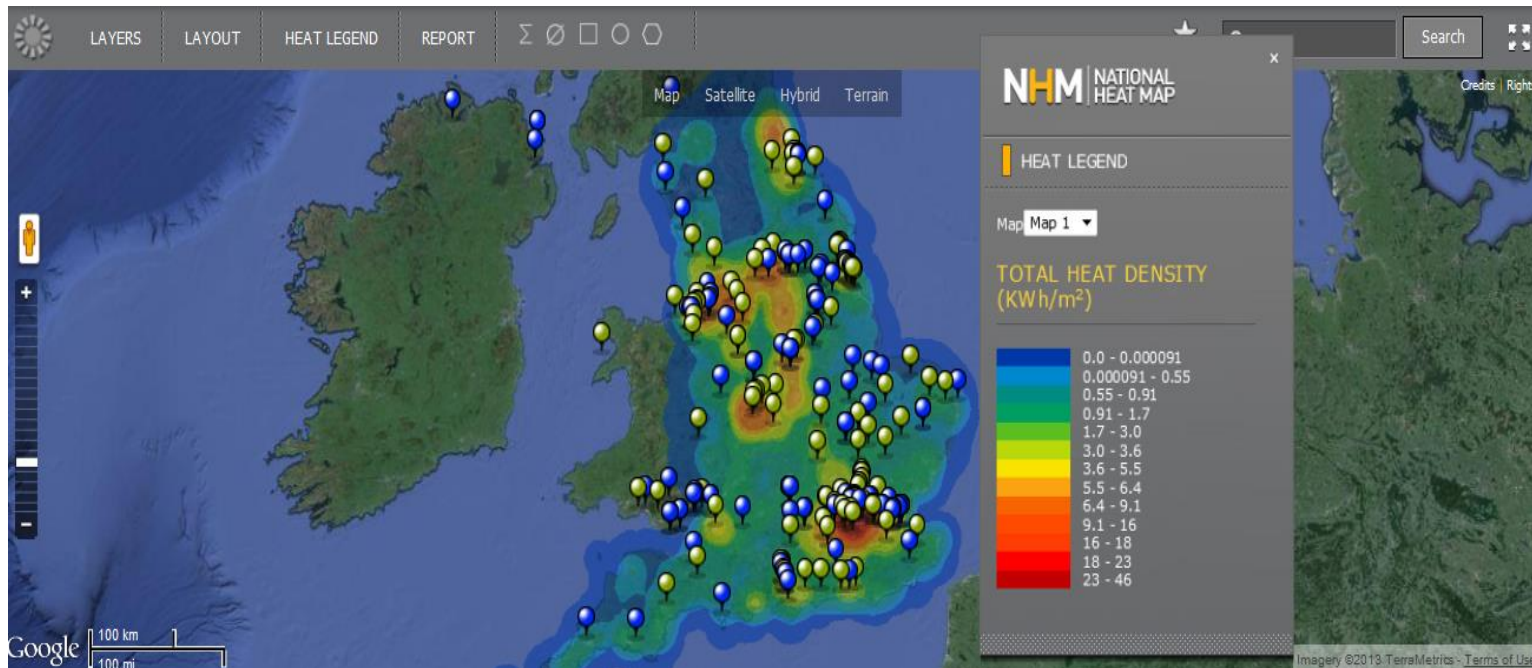 LAYERS
LAYOUT
HEAT LEGEND
REPORT
Search
Map
Satellite
Hybrid
Terrain
Credits | Right
x
NHM NATIONAL
HEAT MAP
HEAT LEGEND
Map Map 1
TOTAL HEAT DENSITY
(KWh/m²)
0.0 - 0.000091
0.000091 - 0.55
0.55 - 0.91
0.91 - 1.7
1.7 - 3.0
3.0 - 3.6
3.6 - 5.5
5.5 - 6.4
6.4 - 9.1
9.1 - 16
16 - 18
18 - 23
23 - 46
Google
100 km
100 mi
Imagery ©2013 TerraMetrics - Terms of Use